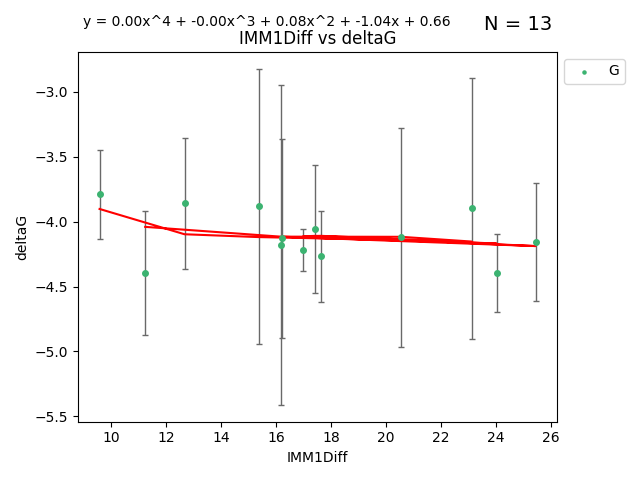 y = 0.00x^4 + -0.00x^3 + 0.08x^2 + -1.04x + 0.66
N = 13
IMM1Diff vs deltaG
G
−3.0
−3.5
−4.0
−4.5
−5.0
−5.5
deltaG
10 12 14 16 18 20 22 24 26
IMM1Diff